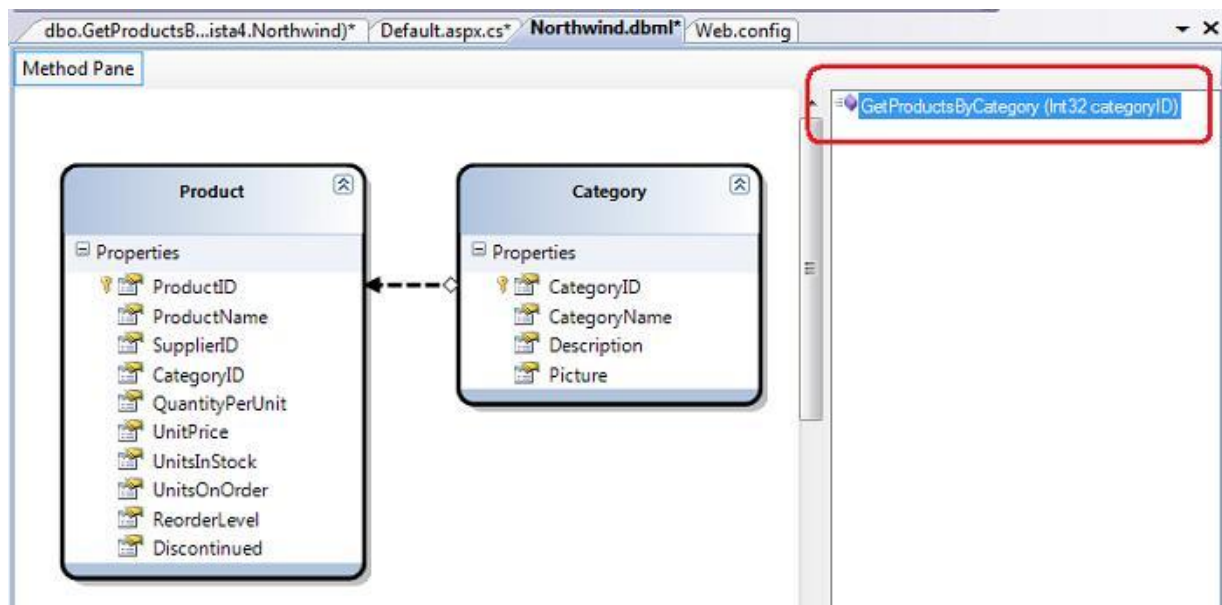 dbo.GetProductsB...ista4.Northwind)* Default.aspx.cs* Northwind.dbml* Web.config
Method Pane
GetProductsByCategory (Int32 categoryID)
Product
Properties
ProductID
ProductName
SupplierID
CategoryID
QuantityPerUnit
UnitPrice
UnitsInStock
UnitsOnOrder
ReorderLevel
Discontinued
Category
Properties
CategoryID
CategoryName
Description
Picture